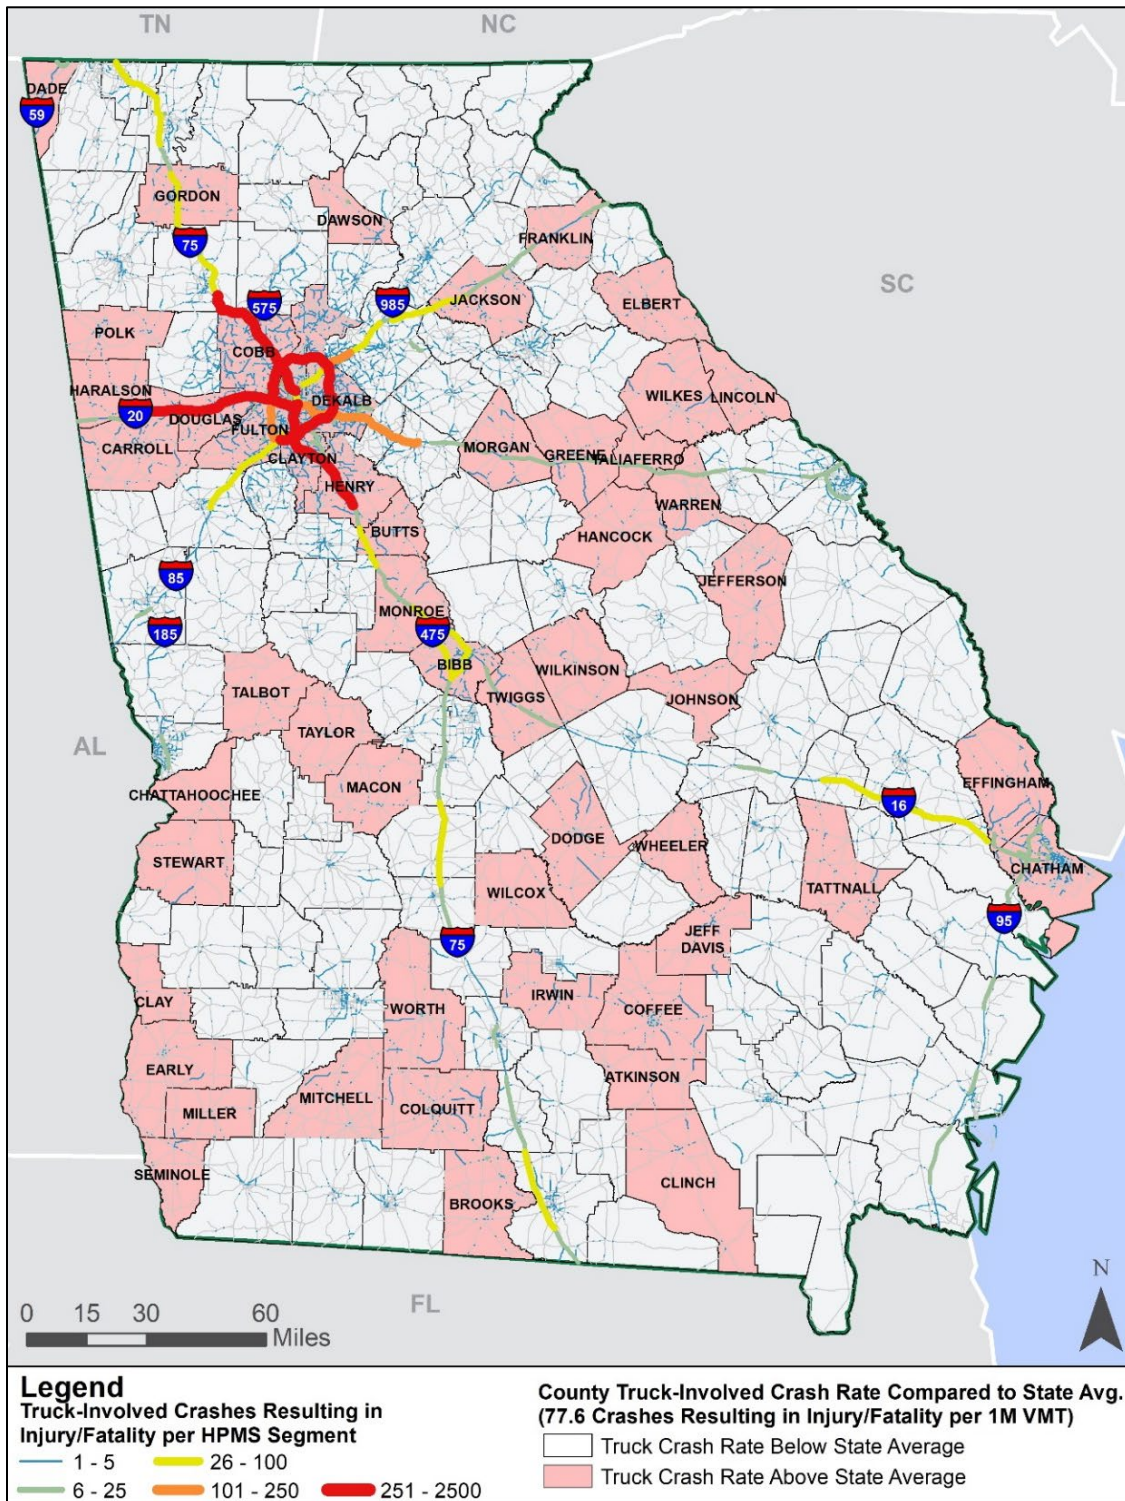 TN
NC
DADE
59
GORDON
DAWSON
FRANKLIN
75
SC
575
985
JACKSON
ELBERT
POLK
COBB
HARALSON
DEKALB
WILKES
LINCOLN
20
DOUGLAS
FULTON
CARROLL
MORGAN
GREENE
TALIAFERRO
CLAYTON
HENRY
WARREN
BUTTS
HANCOCK
85
JEFFERSON
MONROE
185
475
BIBB
WILKINSON
TALBOT
TWIGGS
JOHNSON
TAYLOR
AL
CHATTAHOOCHEE
MACON
EFFINGHAM
16
STEWART
DODGE
WHEELER
CHATHAM
WILCOX
TATTNALL
95
75
JEFF
DAVIS
CLAY
WORTH
IRWIN
COFFEE
EARLY
ATKINSON
MITCHELL
COLQUITT
MILLER
SEMINOLE
CLINCH
BROOKS
N
FL
0 15 30 60
Miles
Legend
Truck-Involved Crashes Resulting in
Injury/Fatality per HPMS Segment
1 - 5
26 - 100
6 - 25
101 - 250
251 - 2500
County Truck-Involved Crash Rate Compared to State Avg.
(77.6 Crashes Resulting in Injury/Fatality per 1M VMT)
Truck Crash Rate Below State Average
Truck Crash Rate Above State Average